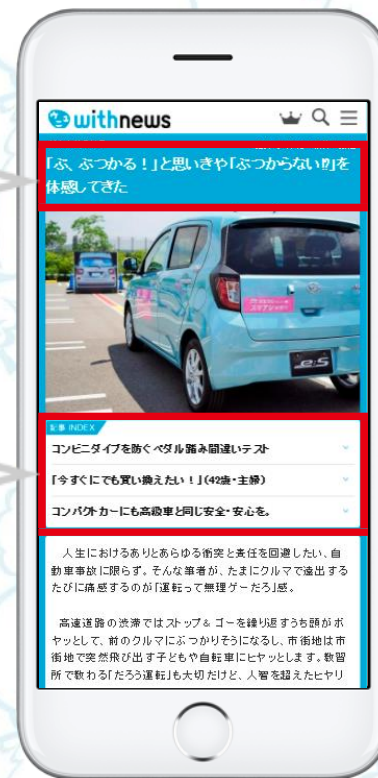 withnews
「ぶ、ぶつかる!」と思いきや「ぶつからない⁉」を
体感してきた
e:S
記事 INDEX
コンビニダイブを防ぐペダル踏み間違いテスト
「今すぐにでも買い換えたい!」(42歳・主婦)
コンパクトカーにも高級車と同じ安全・安心を。
人生におけるありとあらゆる衝突と責任を回避したい、自
動車事故に限らず。そんな筆者が、たまにクルマで遠出する
たびに痛感するのが「運転って無理ゲーだろ」感。
高速道路の渋滞ではストップ&ゴーを繰り返すうち頭がボ
ヤッとして、前のクルマにぶつかりそうになるし、市街地は市
街地で突然飛び出す子どもや自転車にヒヤッとします。教習
所で教わる「だろう運転」も大切だけど、人智を超えたヒヤリ